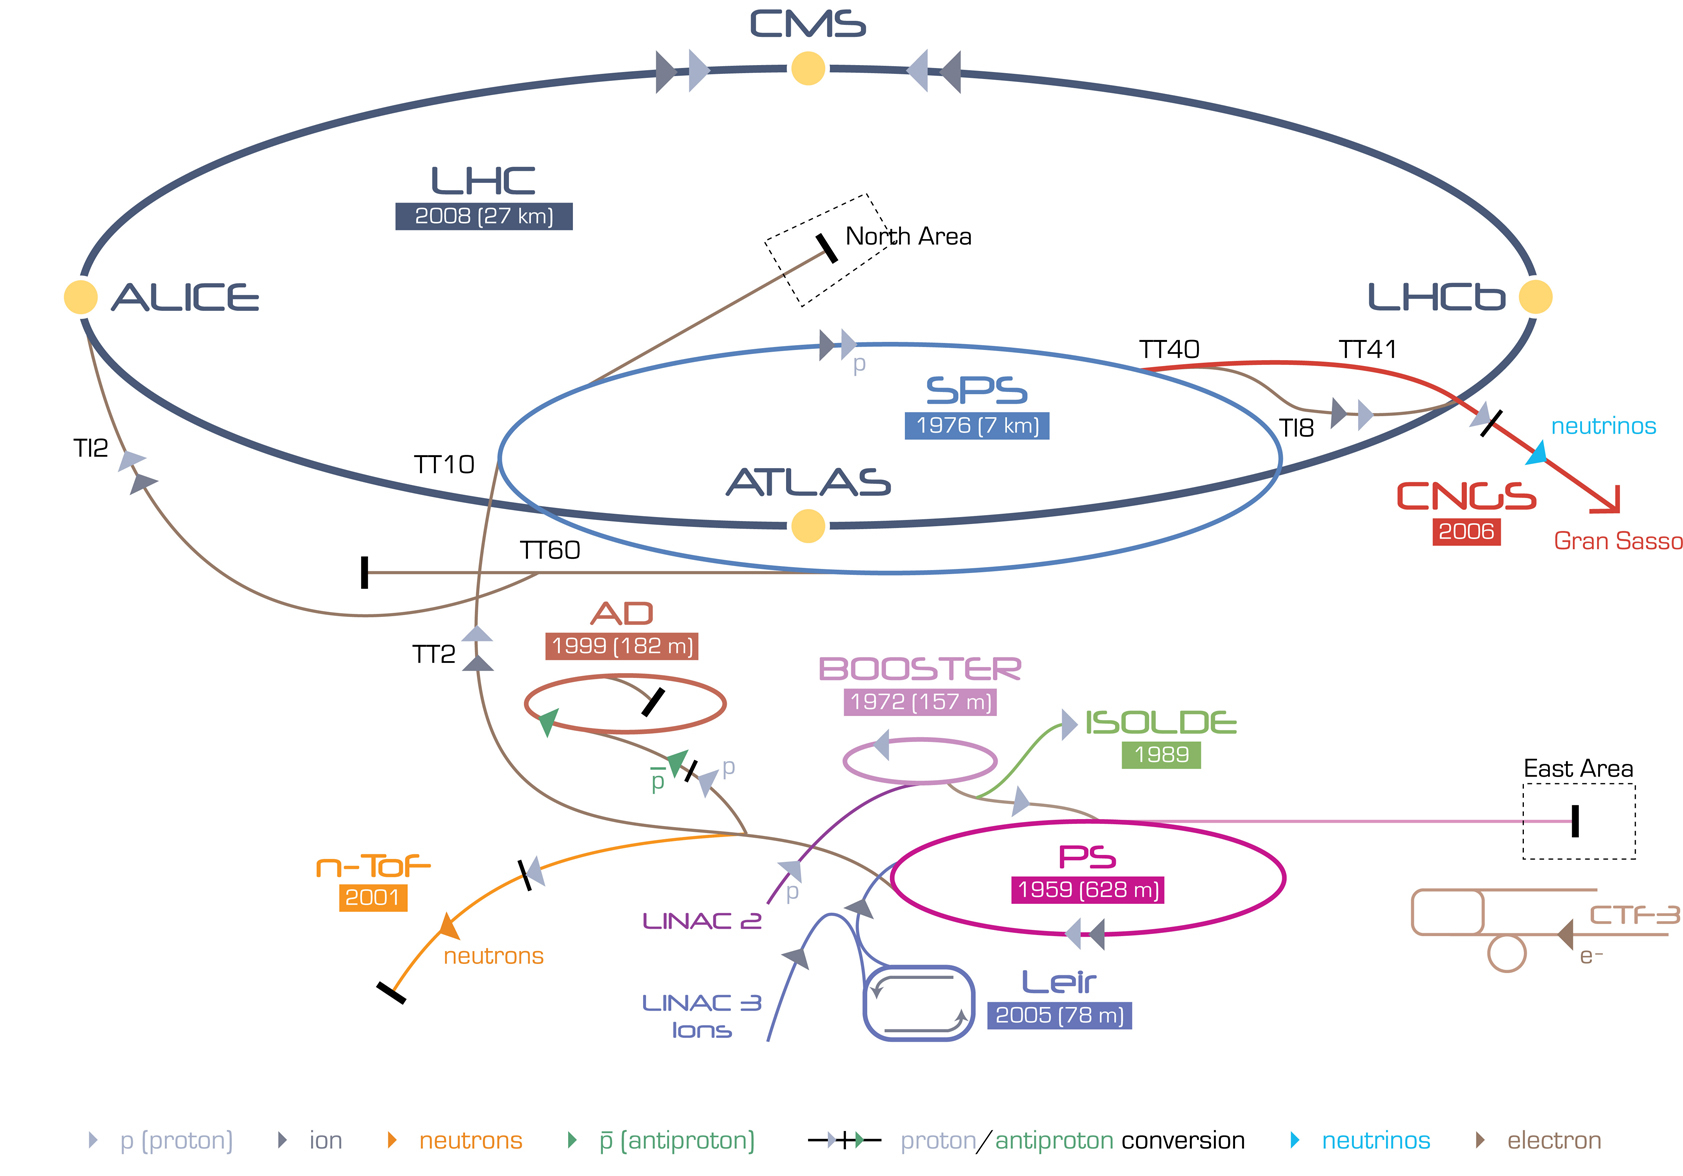 CMS
LHC
2008 (27 km)
North Area
ALICE
LHCb
TT40
TT41
p
SPS
1976 (7 km)
TI8
neutrinos
TI2
TT10
ATLAS
CNGS
2006
Gran Sasso
TT60
AD
1999 (182 m)
TT2
BOOSTER
1972 (157 m)
ISOLDE
1989
p̅
p
East Area
n-ToF
2001
p
LINAC 2
PS
1959 (628 m)
CTF3
e-
neutrons
LINAC 3
Ions
Leir
2005 (78 m)
p (proton)
ion
neutrons
p̅ (antiproton)
proton/antiproton conversion
neutrinos
electron